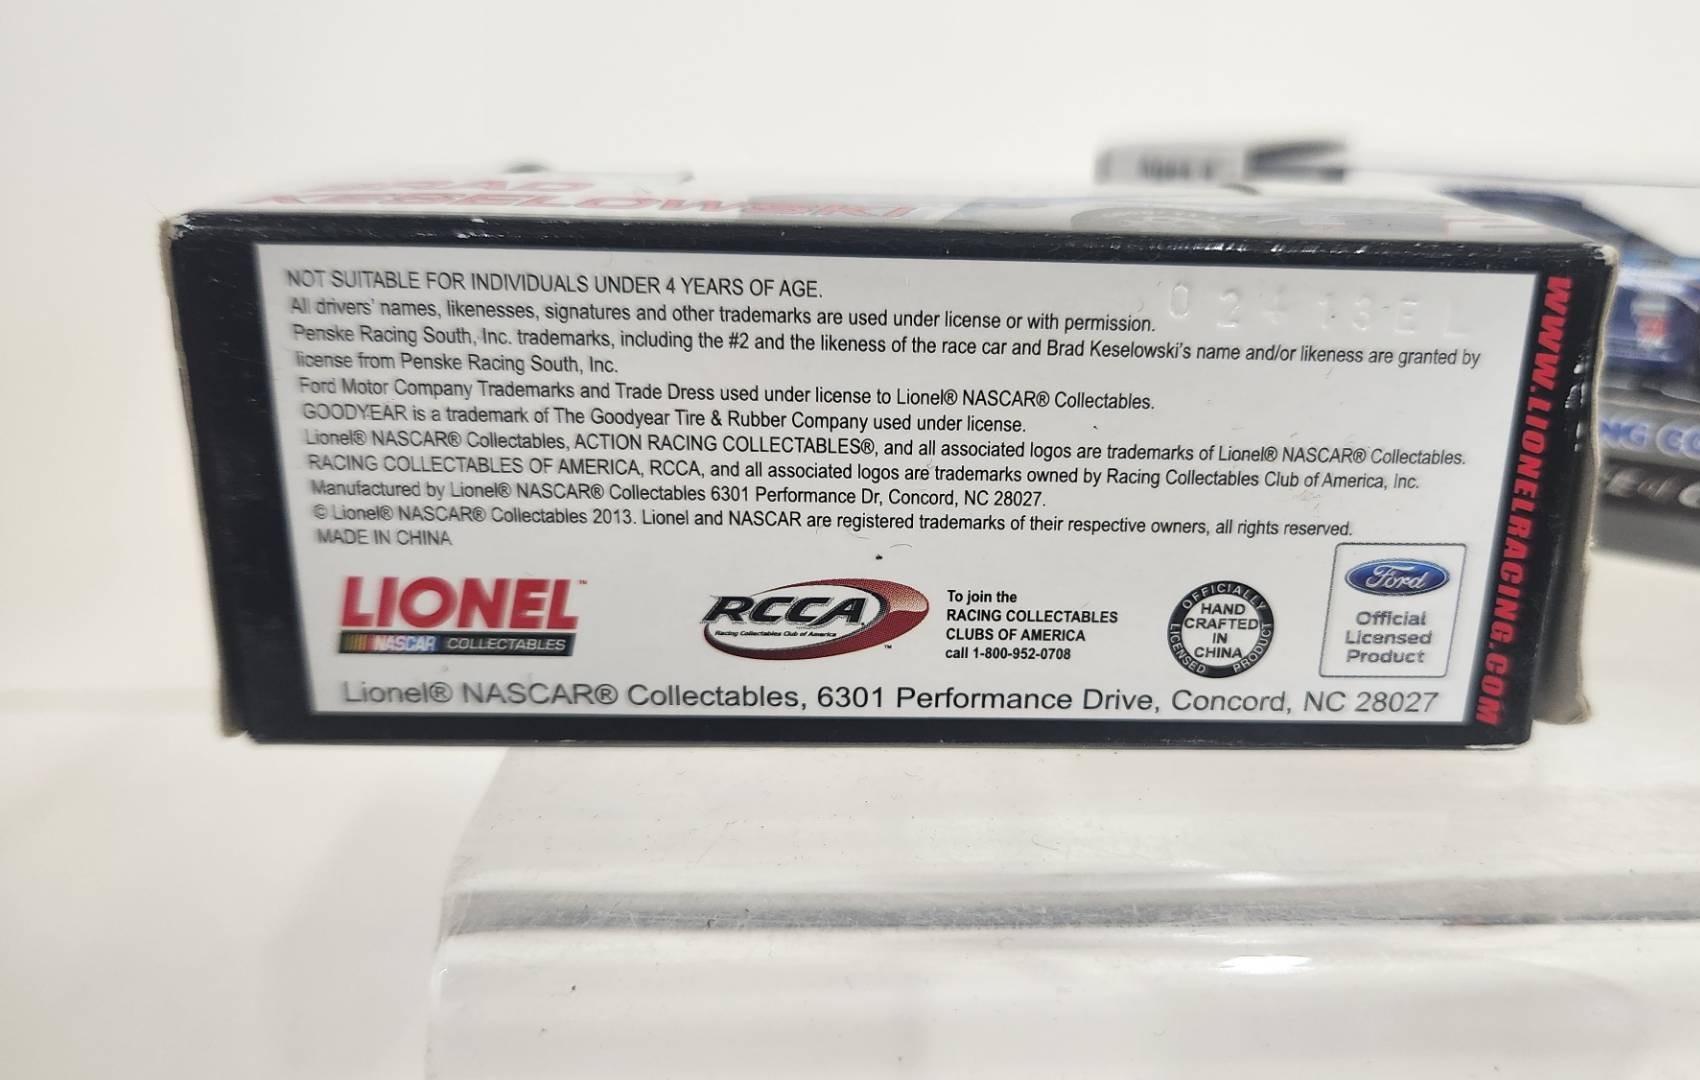 BRAD
KESELOWSKI
NOT SUITABLE FOR INDIVIDUALS UNDER 4 YEARS OF AGE.
All drivers' names, likenesses, signatures and other trademarks are used under license or with permission.
02413EL
Penske Racing South, Inc. trademarks, including the #2 and the likeness of the race car and Brad Keselowski's name and/or likeness are granted by
license from Penske Racing South, Inc.
Ford Motor Company Trademarks and Trade Dress used under license to Lionel® NASCAR® Collectables.
GOODYEAR is a trademark of The Goodyear Tire & Rubber Company used under license.
Lionel® NASCAR® Collectables, ACTION RACING COLLECTABLES®, and all associated logos are trademarks of Lionel® NASCAR® Collectables.
RACING COLLECTABLES OF AMERICA, RCCA, and all associated logos are trademarks owned by Racing Collectables Club of America, Inc.
Manufactured by Lionel® NASCAR® Collectables 6301 Performance Dr, Concord, NC 28027.
© Lionel® NASCAR® Collectables 2013. Lionel and NASCAR are registered trademarks of their respective owners, all rights reserved.
MADE IN CHINA
LIONEL™
NASCAR COLLECTABLES
RCCA
Racing Collectables Club of America
™
To join the
RACING COLLECTABLES
CLUBS OF AMERICA
call 1-800-952-0708
OFFICIALLY
LICENSED PRODUCT
HAND
CRAFTED
IN
CHINA
Ford
Official
Licensed
Product
Lionel® NASCAR® Collectables, 6301 Performance Drive, Concord, NC 28027
WWW.LIONELRACING.COM